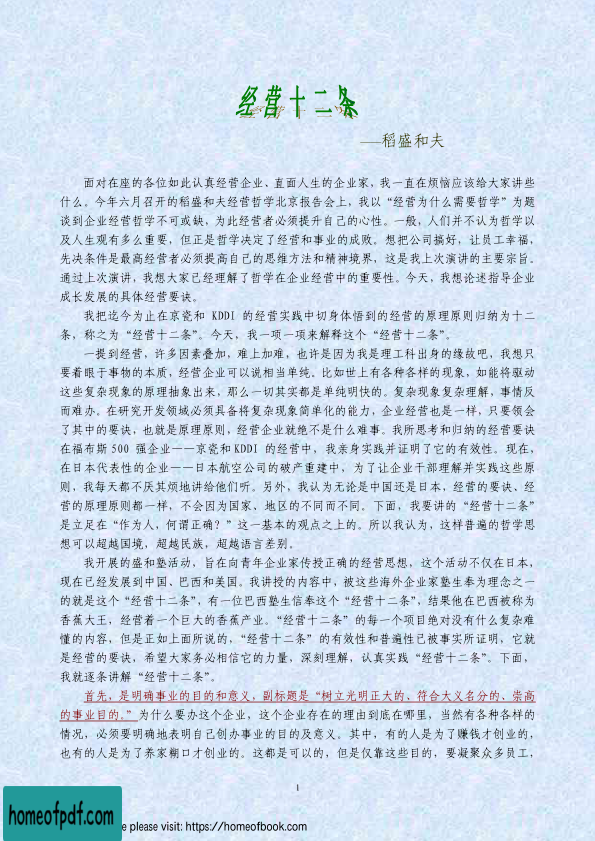 经营十二条
——稻盛和夫
面对在座的各位如此认真经营企业、直面人生的企业家，我一直在烦恼应该给大家讲些
什么。今年六月召开的稻盛和夫经营哲学北京报告会上，我以“经营为什么需要哲学”为题
谈到企业经营哲学不可或缺，为此经营者必须提升自己的心性。一般，人们并不认为哲学以
及人生观有多么重要，但正是哲学决定了经营和事业的成败。想把公司搞好，让员工幸福，
先决条件是最高经营者必须提高自己的思维方法和精神境界，这是我上次演讲的主要宗旨。
通过上次演讲，我想大家已经理解了哲学在企业经营中的重要性。今天，我想论述指导企业
成长发展的具体经营要诀。
我把迄今为止在京瓷和 KDDI 的经营实践中切身体悟到的经营的原理原则归纳为十二
条，称之为“经营十二条”。今天，我一项一项来解释这个“经营十二条”。
一提到经营，许多因素叠加，难上加难，也许是因为我是理工科出身的缘故吧，我想只
要着眼于事物的本质，经营企业可以说相当单纯。比如世上有各种各样的现象，如能将驱动
这些复杂现象的原理抽象出来，那么一切其实都是单纯明快的。复杂现象复杂理解，事情反
而难办。在研究开发领域必须具备将复杂现象简单化的能力，企业经营也是一样，只要领会
了其中的要诀，也就是原理原则，经营企业就绝不是什么难事。我所思考和归纳的经营要诀
在福布斯 500 强企业——京瓷和 KDDI 的经营中，我亲身实践并证明了它的有效性。现在，
在日本代表性的企业——日本航空公司的破产重建中，为了让企业干部理解并实践这些原
则，我每天都不厌其烦地讲给他们听。另外，我认为无论是中国还是日本，经营的要诀、经
营的原理原则都一样，不会因为国家、地区的不同而不同。下面，我要讲的“经营十二条”
是立足在“作为人，何谓正确？”这一基本的观点之上的。所以我认为，这样普遍的哲学思
想可以超越国境，超越民族，超越语言差别。
我开展的盛和塾活动，旨在向青年企业家传授正确的经营思想，这个活动不仅在日本，
现在已经发展到中国、巴西和美国。我讲授的内容中，被这些海外企业家塾生奉为理念之一
的就是这个“经营十二条”，有一位巴西塾生信奉这个“经营十二条”，结果他在巴西被称为
香蕉大王，经营着一个巨大的香蕉产业。“经营十二条”的每一个项目绝对没有什么复杂难
懂的内容，但是正如上面所说的，“经营十二条”的有效性和普遍性已被事实所证明，它就
是经营的要诀，希望大家务必相信它的力量，深刻理解，认真实践“经营十二条”。下面，
我就逐条讲解“经营十二条”。
首先，是明确事业的目的和意义，副标题是“树立光明正大的、符合大义名分的、崇高
的事业目的。”为什么要办这个企业，这个企业存在的理由到底在哪里，当然有各种各样的
情况，必须要明确地表明自己创办事业的目的及意义。其中，有的人是为了赚钱才创业的，
也有的人是为了养家糊口才创业的。这都是可以的，但是仅靠这些目的，要凝聚众多员工，
1
homeofpdf.com
e please visit: https://homeofbook.com